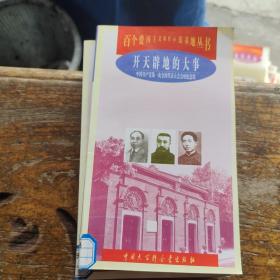 百个爱国主义教育示范基地丛书
开天辟地的大事
中国共产党第一次全国代表大会会址纪念馆
中国大百科全书出版社